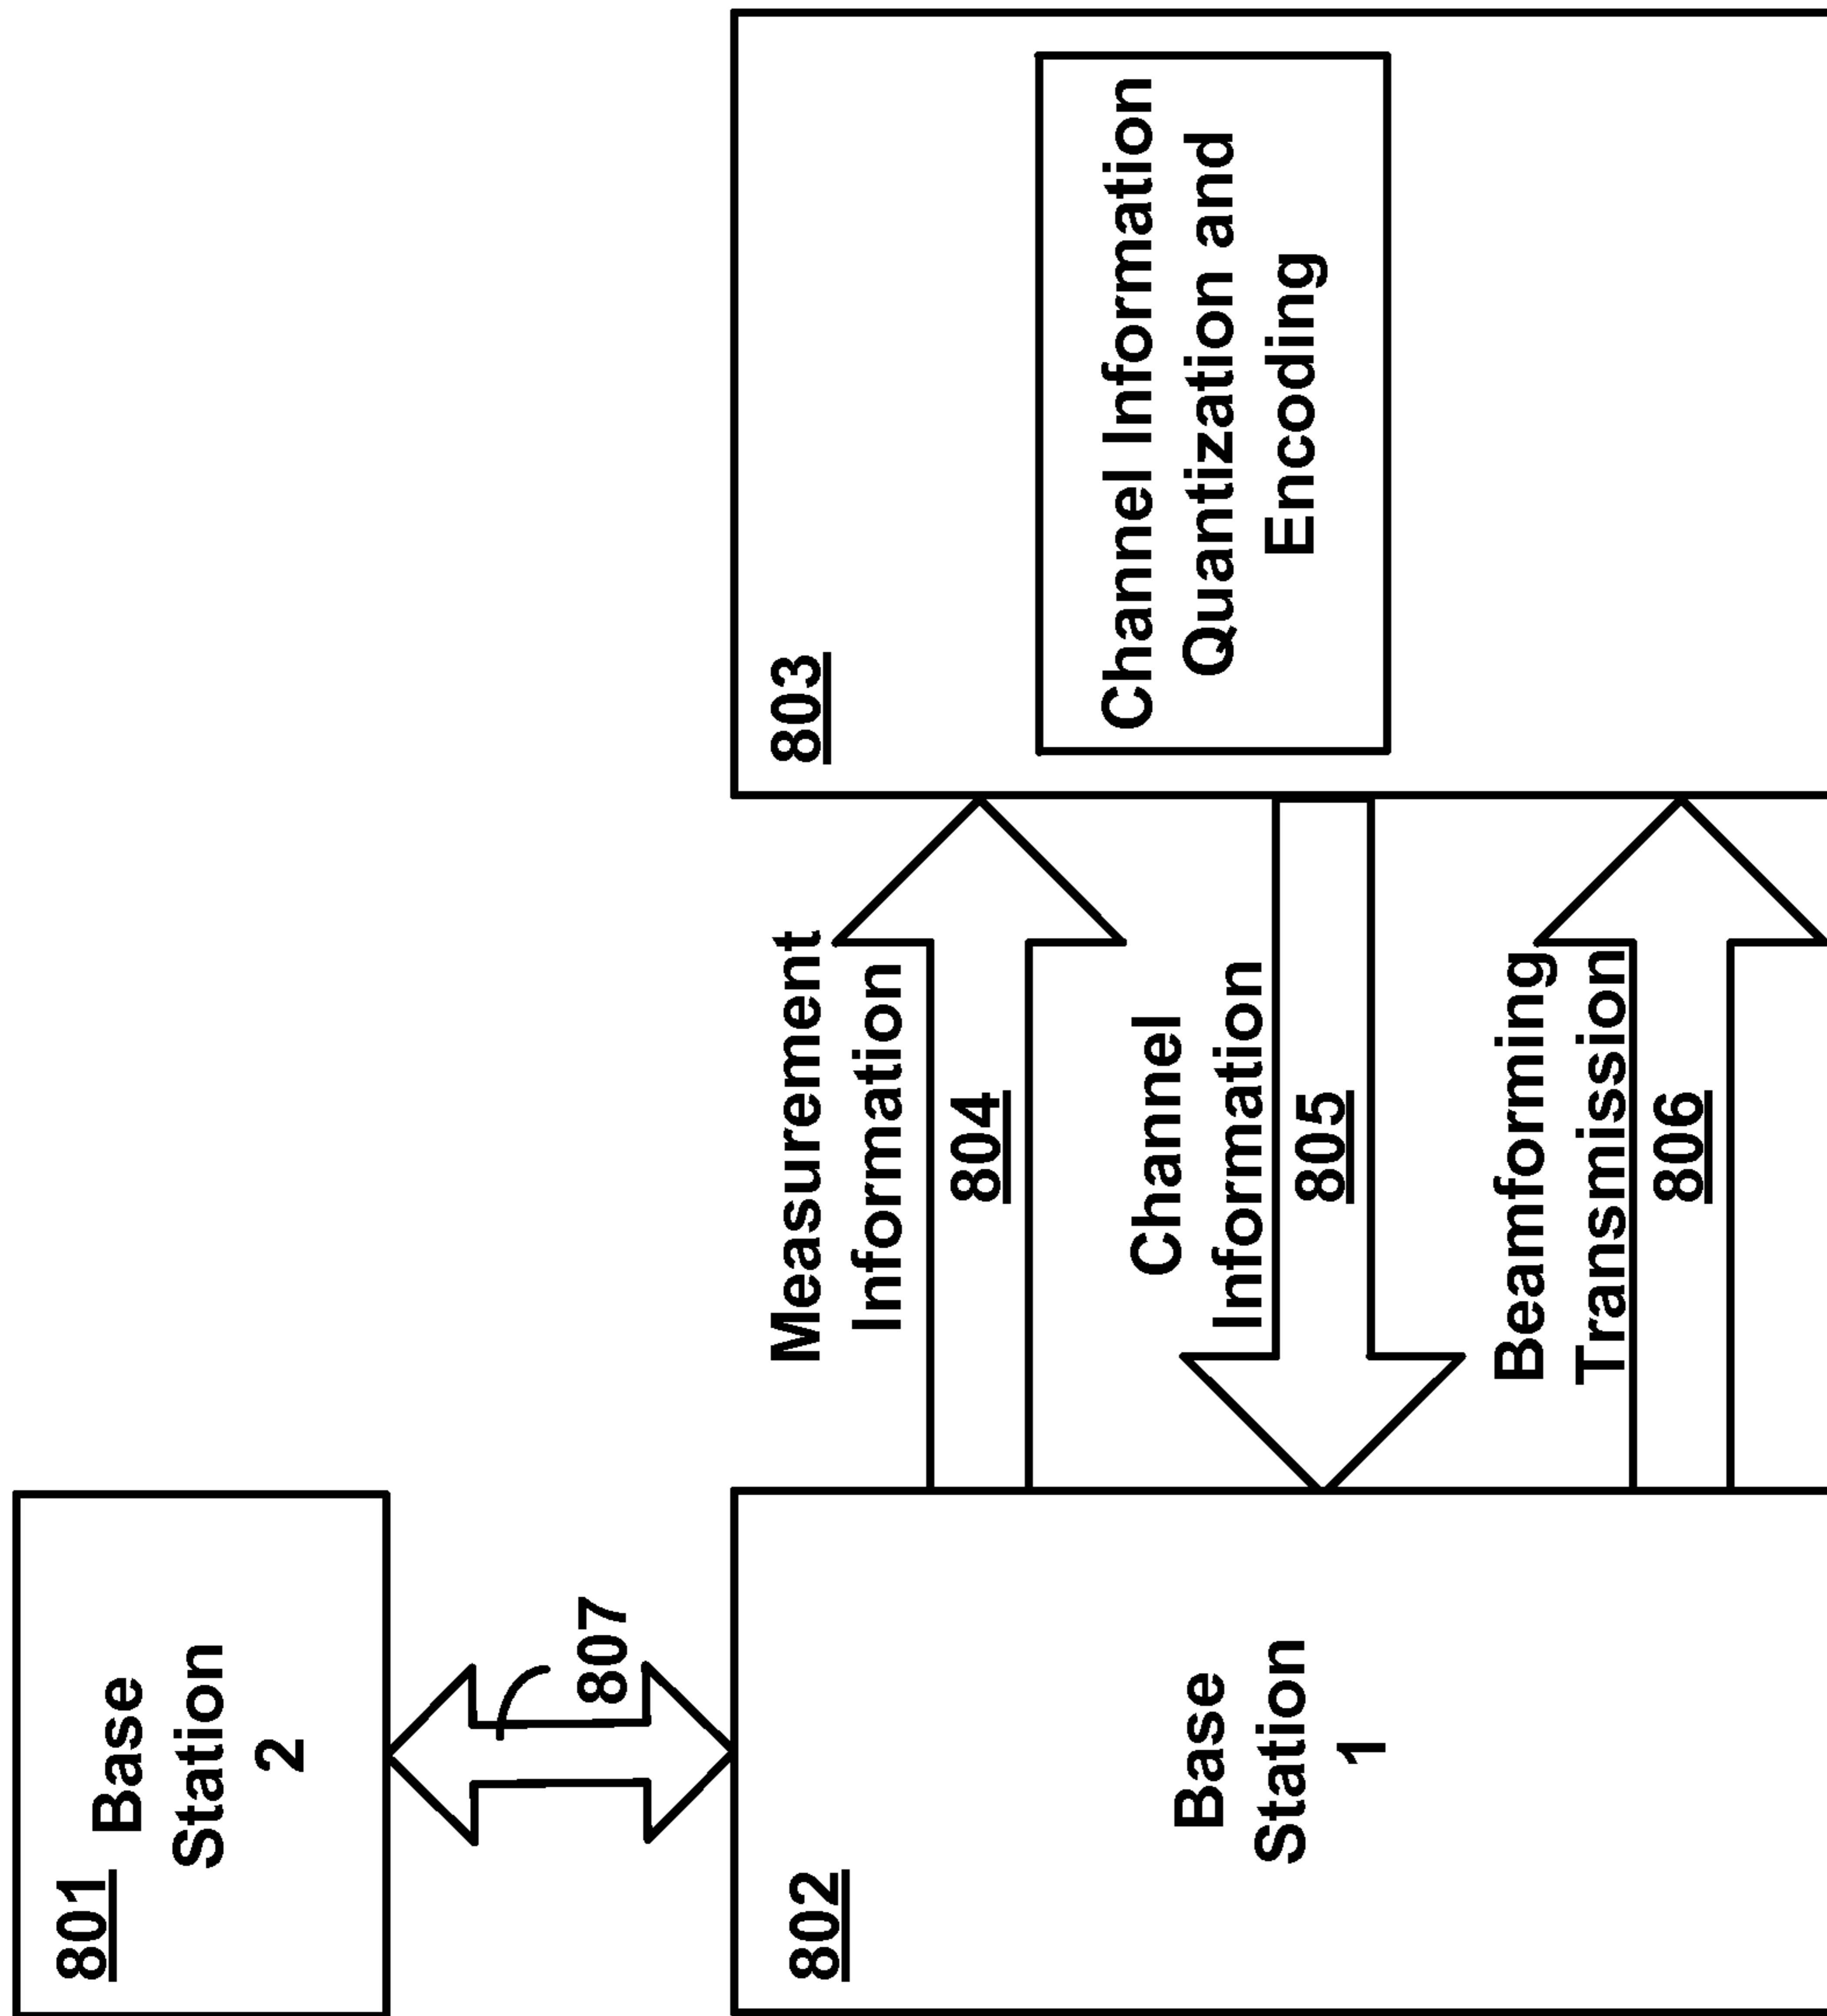 801
Base
Station
2
807
802
Base
Station
1
Measurement
Information
804
Channel
Information
805
Beamforming
Transmission
806
803
Channel Information
Quantization and
Encoding